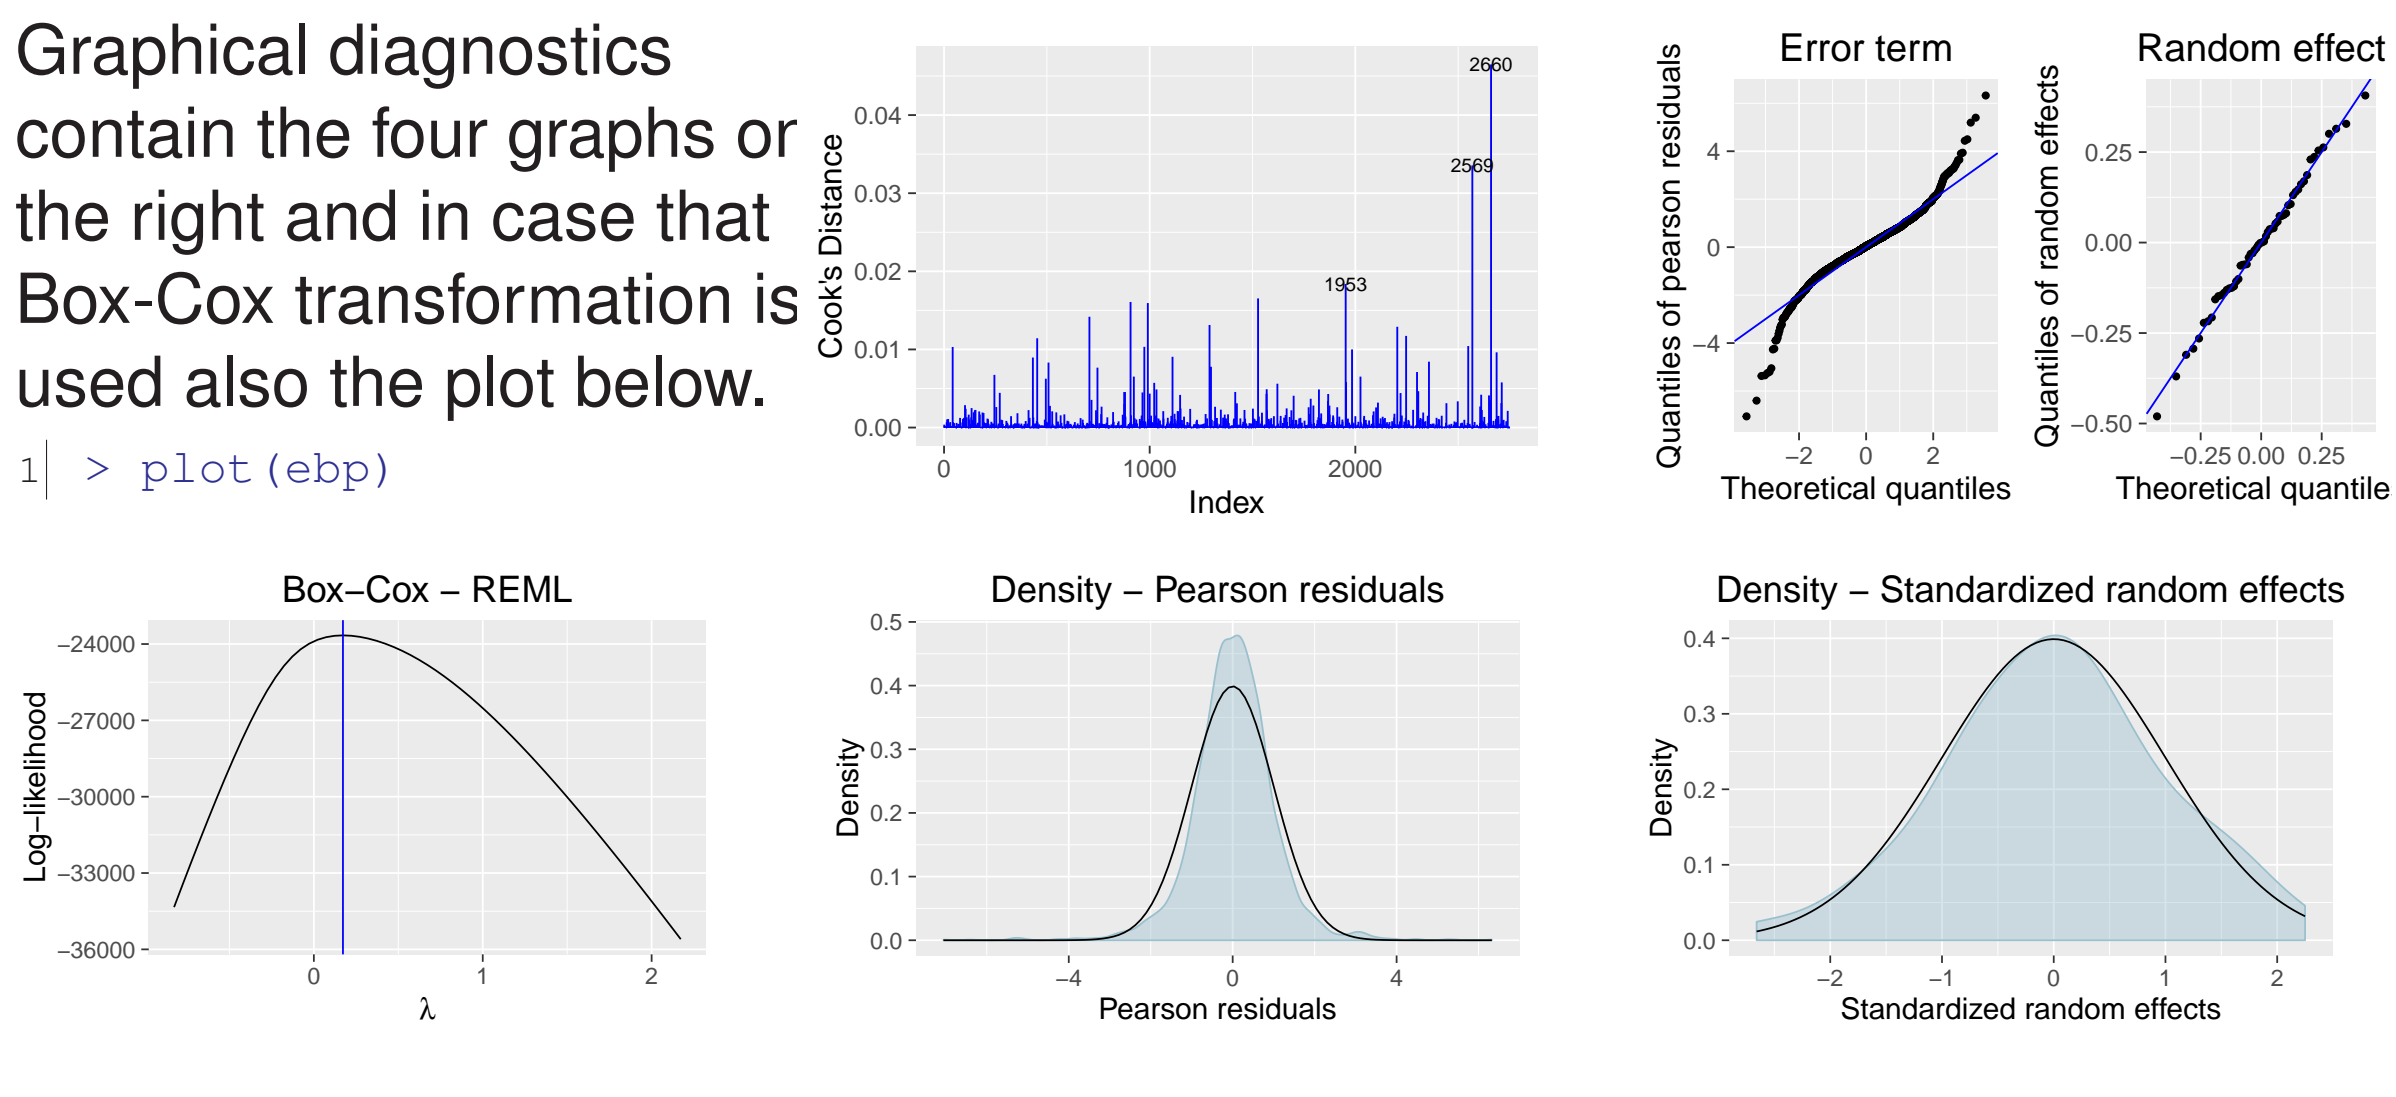 Graphical diagnostics
contain the four graphs on
the right and in case that
Box-Cox transformation is
used also the plot below.
1 > plot(ebp)
Cook's Distance
0.04
0.03
0.02
0.01
0.00
2660
2569
1953
0 1000 2000
Index
Error term
Quantiles of pearson residuals
4
0
−4
−2 0 2
Theoretical quantiles
Random effect
Quantiles of random effects
0.25
0.00
−0.25
−0.50
−0.25 0.00 0.25
Theoretical quantile
Box−Cox − REML
Log−likelihood
−24000
−27000
−30000
−33000
−36000
0 1 2
λ
Density − Pearson residuals
Density
0.5
0.4
0.3
0.2
0.1
0.0
−4 0 4
Pearson residuals
Density − Standardized random effects
Density
0.4
0.3
0.2
0.1
0.0
−2 −1 0 1 2
Standardized random effects